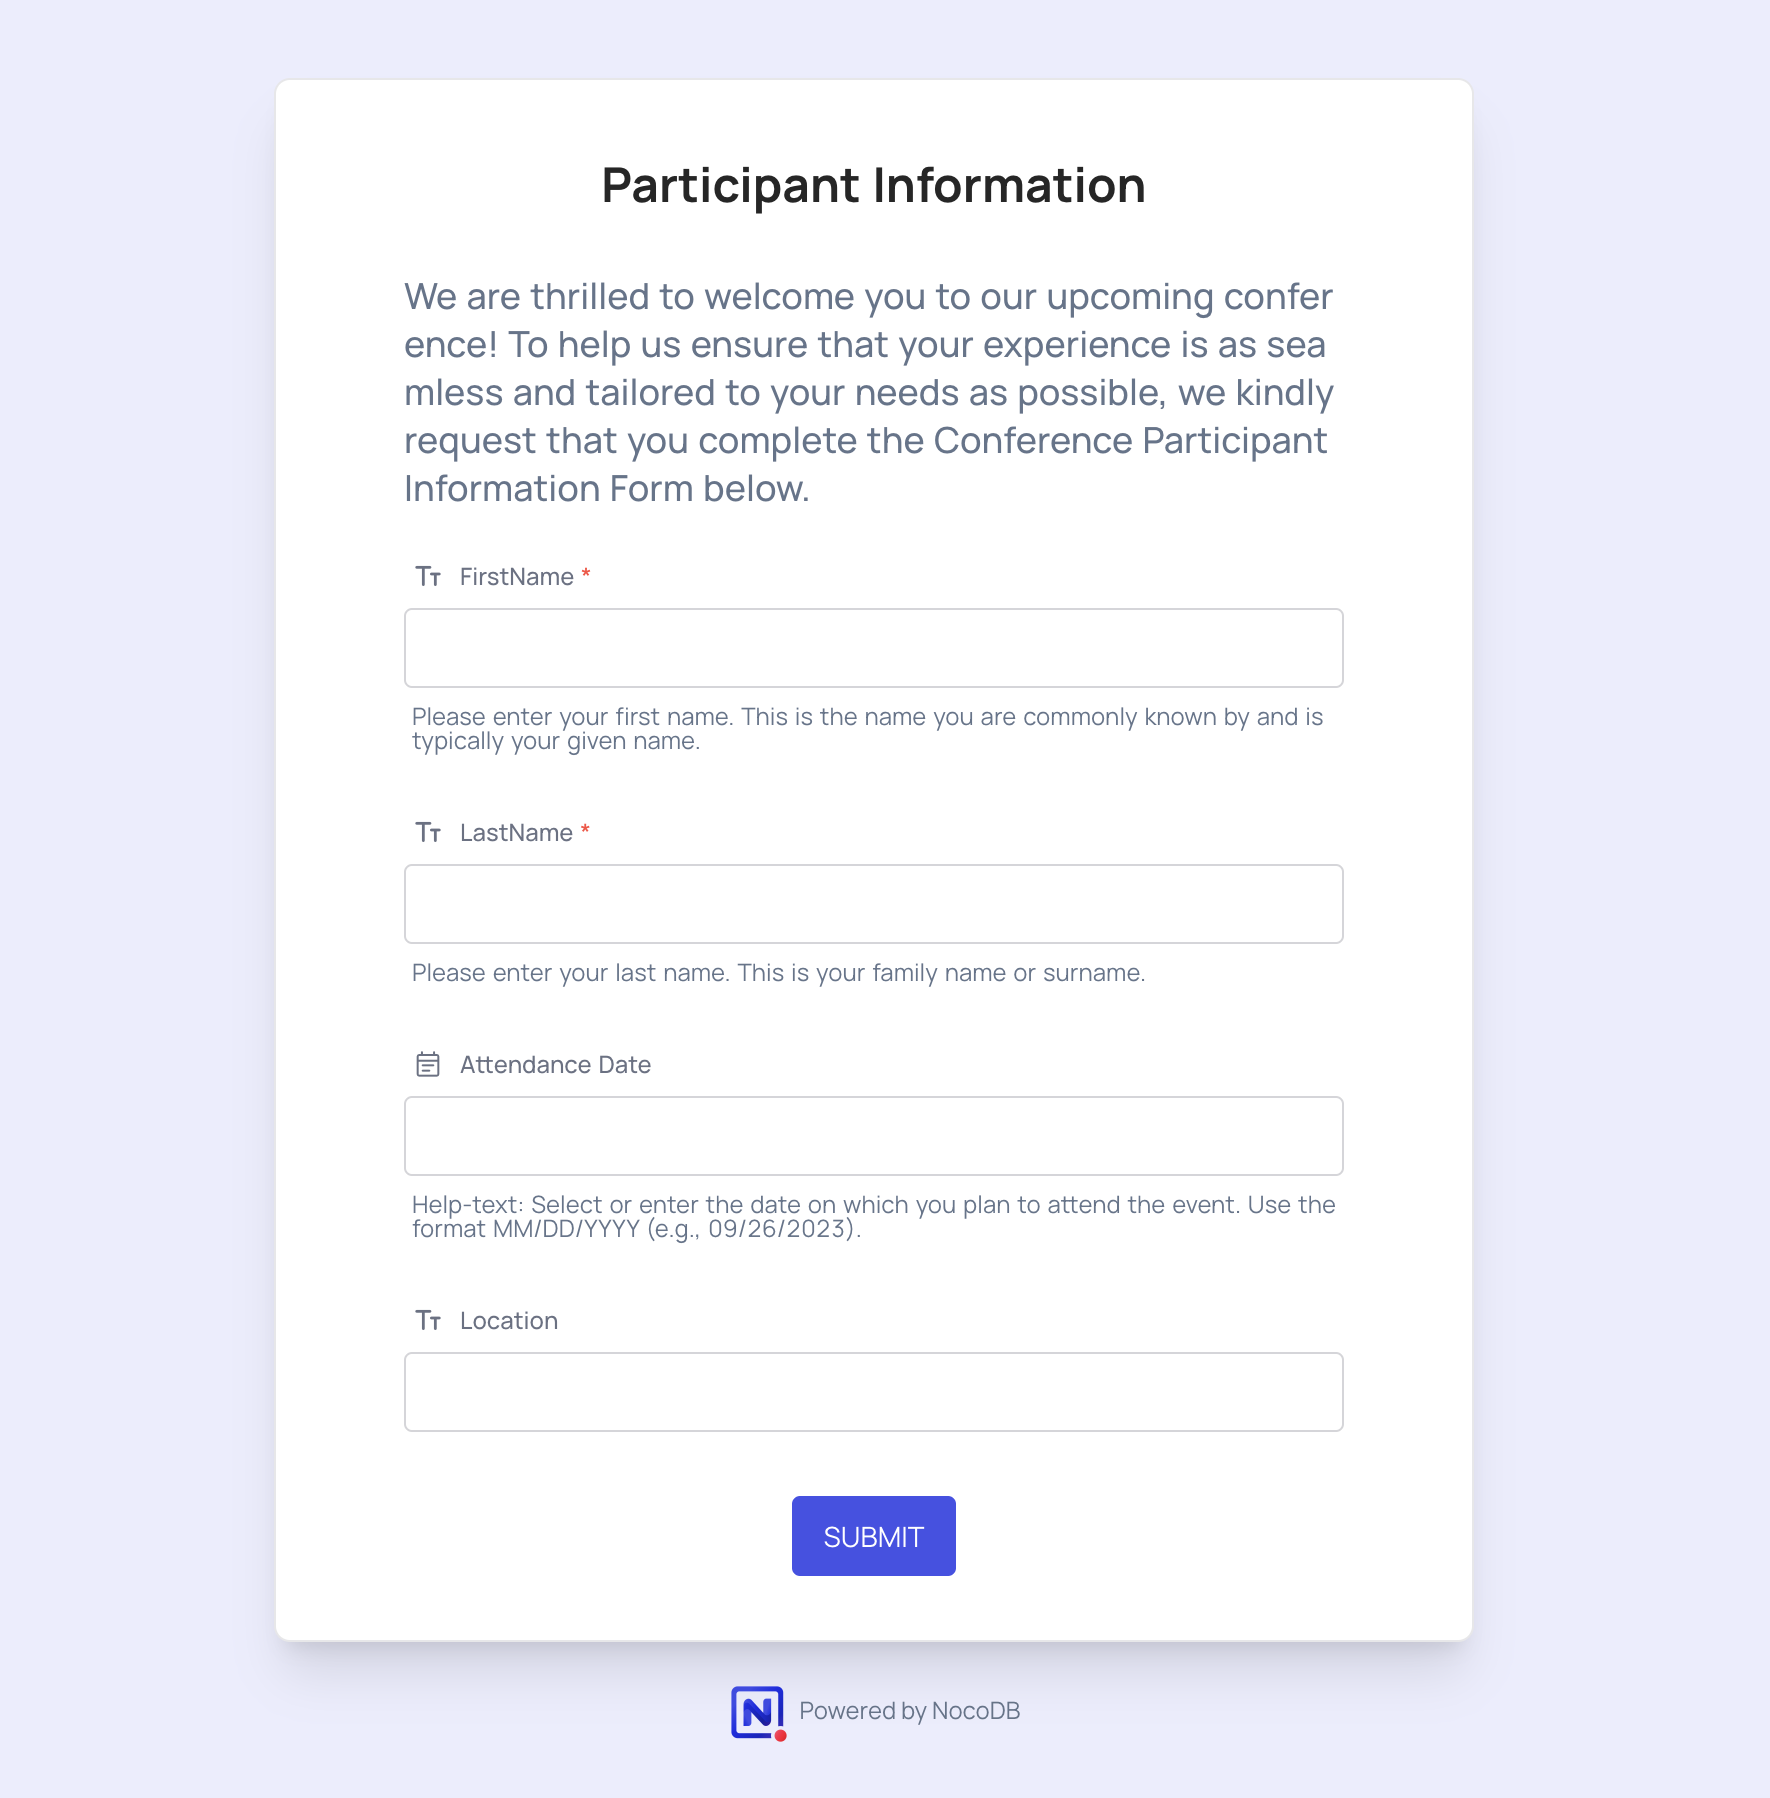 Participant Information
We are thrilled to welcome you to our upcoming confer
ence! To help us ensure that your experience is as sea
mless and tailored to your needs as possible, we kindly
request that you complete the Conference Participant
Information Form below.
FirstName *
Please enter your first name. This is the name you are commonly known by and is
typically your given name.
LastName *
Please enter your last name. This is your family name or surname.
Attendance Date
Help-text: Select or enter the date on which you plan to attend the event. Use the
format MM/DD/YYYY (e.g., 09/26/2023).
Location
SUBMIT
N Powered by NocoDB